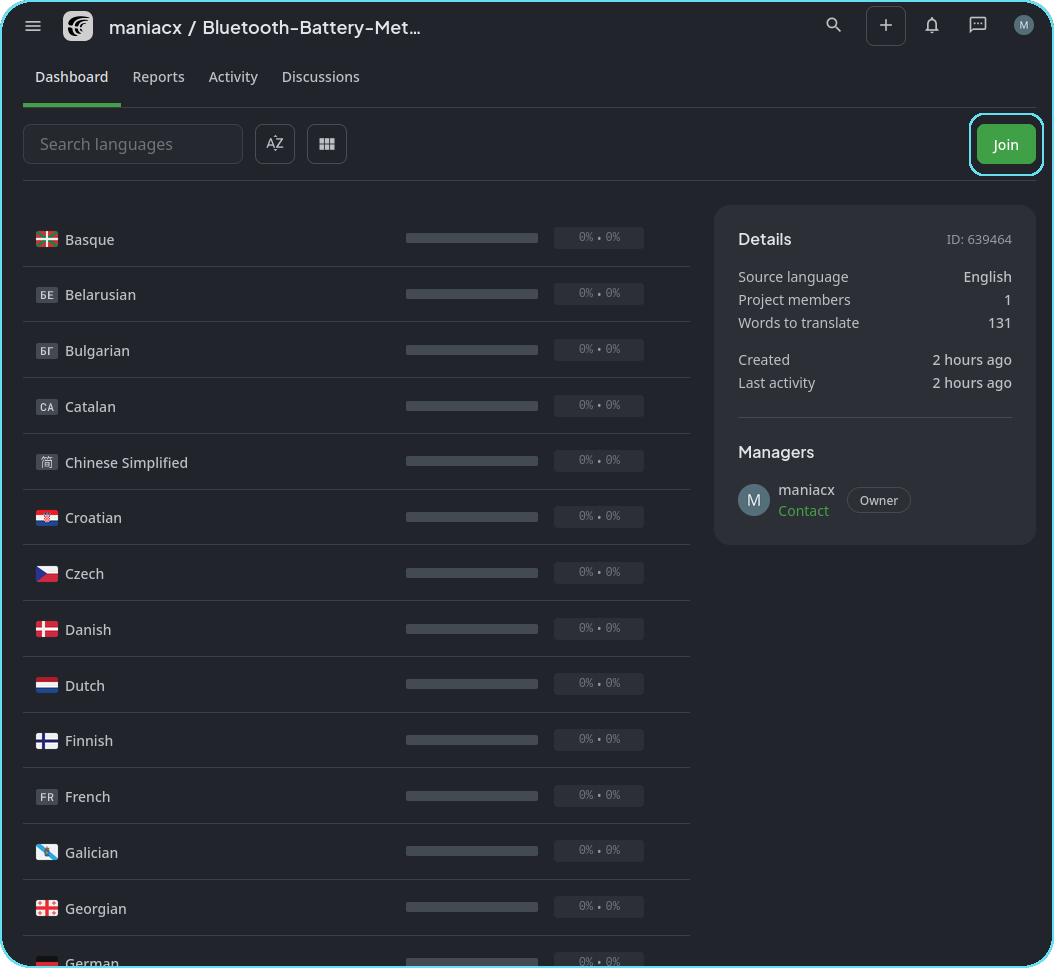 maniacx / Bluetooth-Battery-Met...
M
Dashboard Reports Activity Discussions
Search languages
AZ
Join
Basque 0% • 0%
БЕ Belarusian 0% • 0%
БГ Bulgarian 0% • 0%
CA Catalan 0% • 0%
简 Chinese Simplified 0% • 0%
Croatian 0% • 0%
Czech 0% • 0%
Danish 0% • 0%
Dutch 0% • 0%
Finnish 0% • 0%
FR French 0% • 0%
Galician 0% • 0%
Georgian 0% • 0%
German 0% • 0%
Details ID: 639464
Source language English
Project members 1
Words to translate 131
Created 2 hours ago
Last activity 2 hours ago
Managers
M
maniacx
Contact
Owner